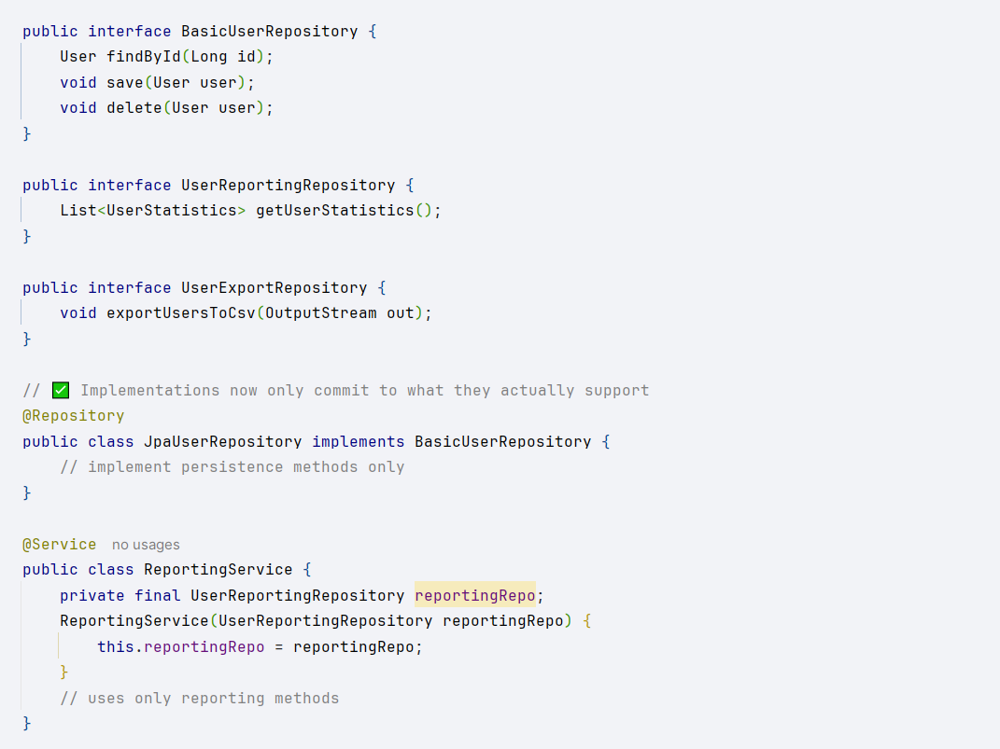 public interface BasicUserRepository {
    User findById(Long id);
    void save(User user);
    void delete(User user);
}

public interface UserReportingRepository {
    List<UserStatistics> getUserStatistics();
}

public interface UserExportRepository {
    void exportUsersToCsv(OutputStream out);
}

// ✅ Implementations now only commit to what they actually support
@Repository
public class JpaUserRepository implements BasicUserRepository {
    // implement persistence methods only
}

@Service no usages
public class ReportingService {
    private final UserReportingRepository reportingRepo;
    ReportingService(UserReportingRepository reportingRepo) {
        this.reportingRepo = reportingRepo;
    }
    // uses only reporting methods
}